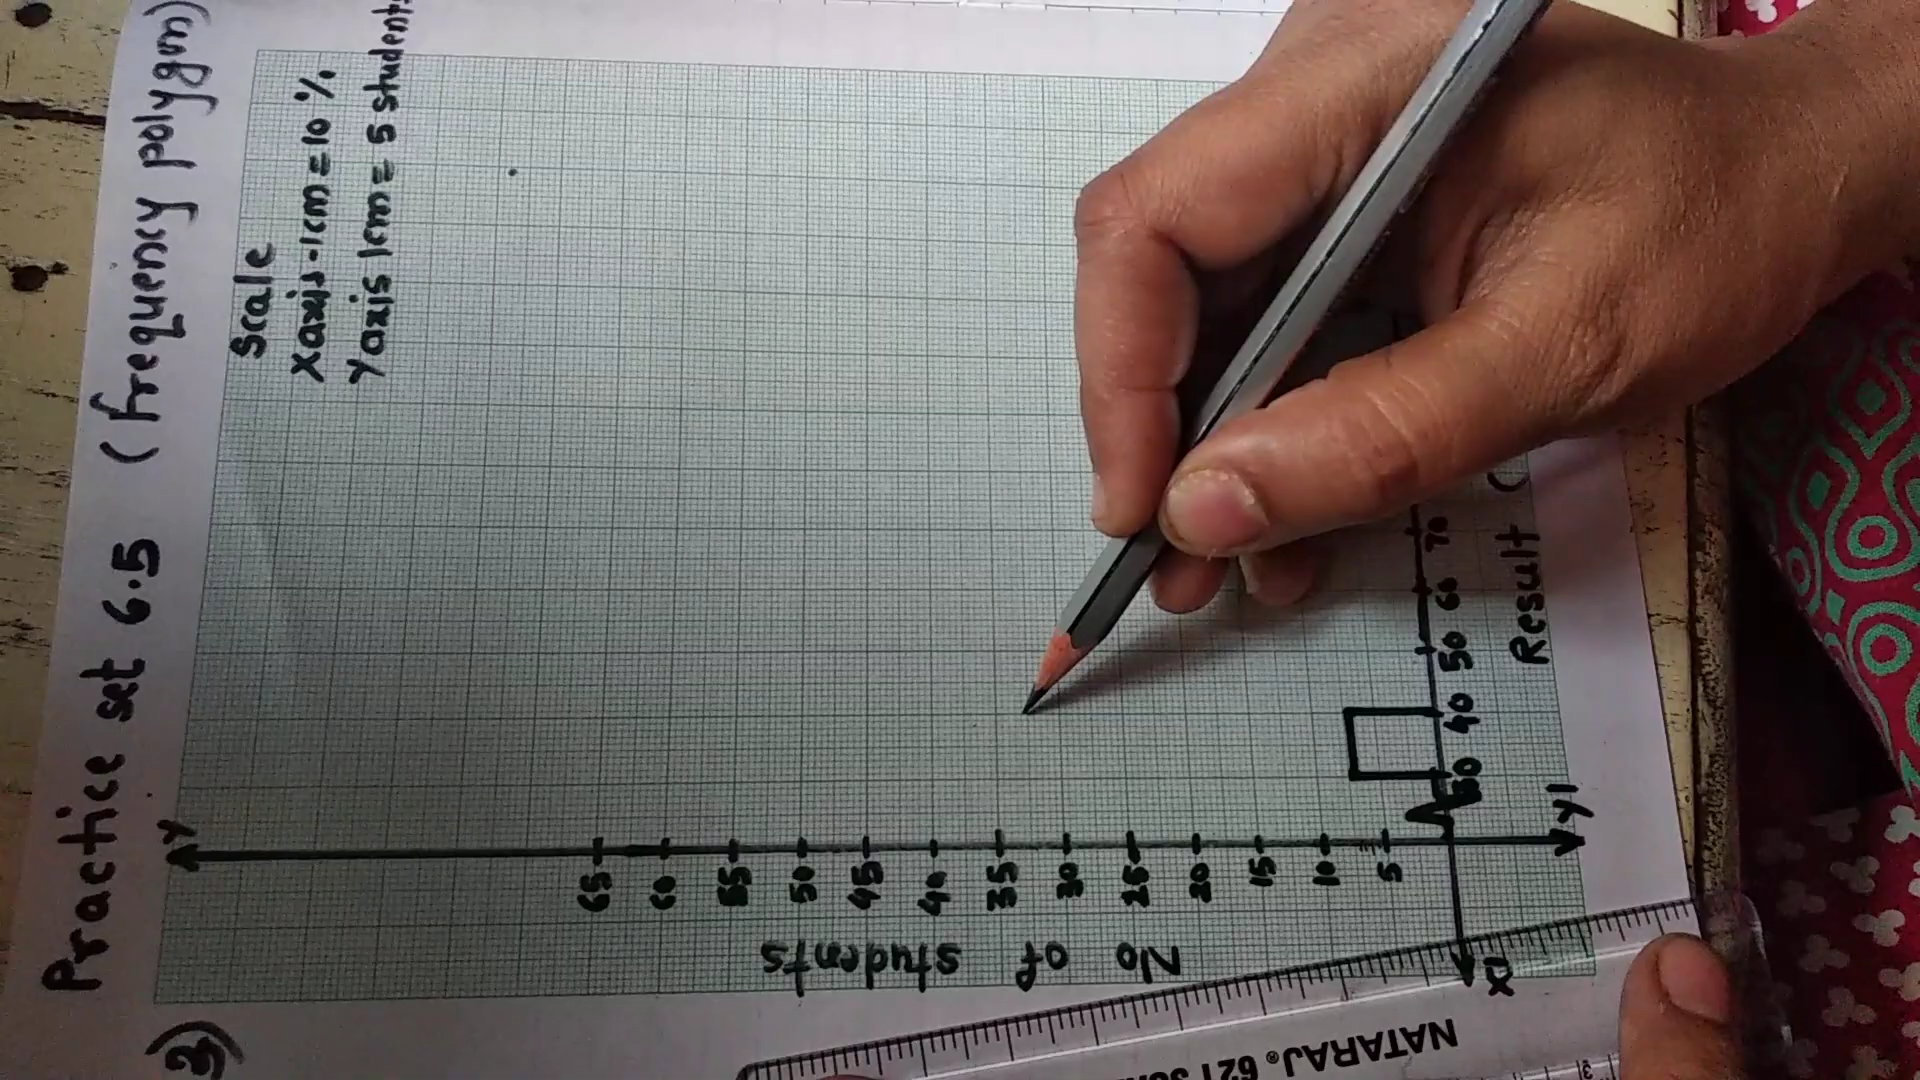 Practice set 6.5 (frequency polygon)
3)
Scale
X axis - 1cm = 10 %
Y axis 1cm = 5 students
Y
65
60
55
50
45
40
35
30
25
20
15
10
5
No of students
X1
30 40 50 60 70
Y1
Result (
NATARAJ® 621